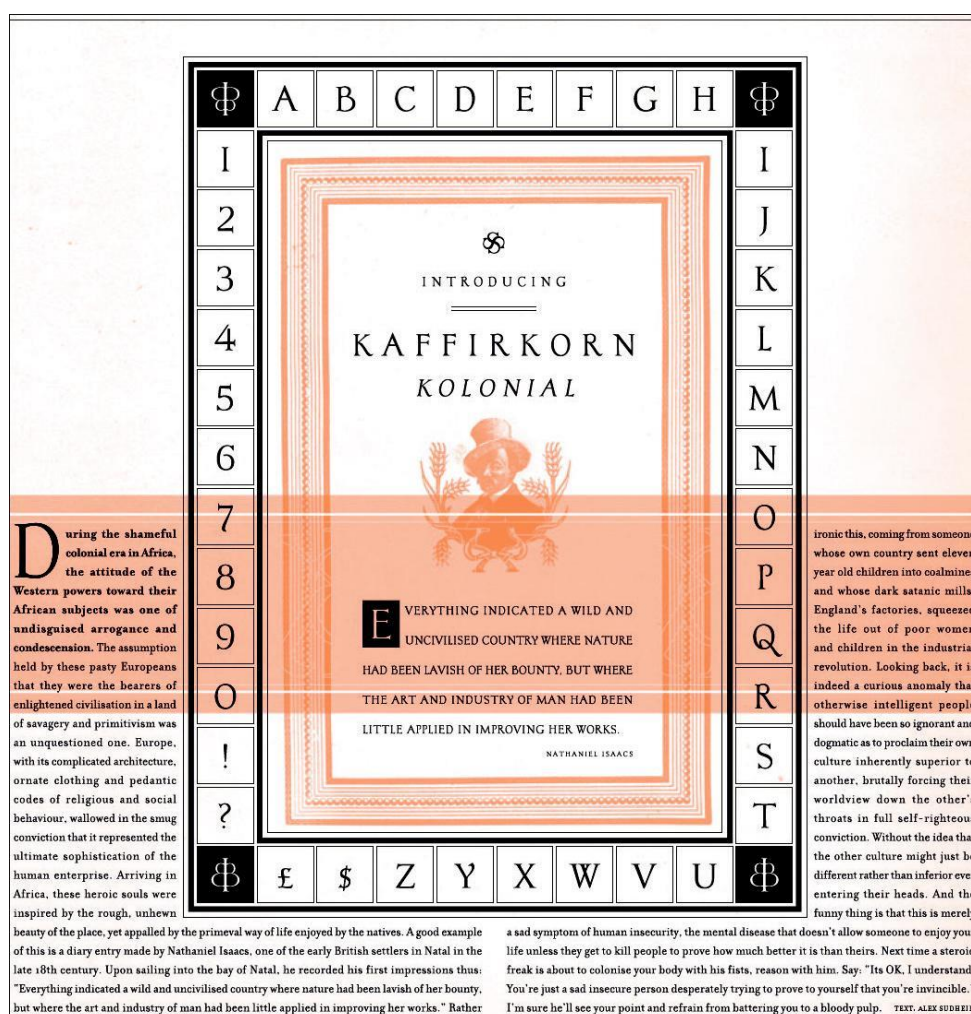 A B C D E F G H
1
2
3
4
5
6
7
8
9
0
!
?
I
J
K
L
M
N
O
P
Q
R
S
T
£ $ Z Y X W V U
INTRODUCING
KAFFIRKORN
KOLONIAL
EVERYTHING INDICATED A WILD AND
UNCIVILISED COUNTRY WHERE NATURE
HAD BEEN LAVISH OF HER BOUNTY, BUT WHERE
THE ART AND INDUSTRY OF MAN HAD BEEN
LITTLE APPLIED IN IMPROVING HER WORKS.
NATHANIEL ISAACS
During the shameful
colonial era in Africa,
the attitude of the
Western powers toward their
African subjects was one of
undisguised arrogance and
condescension. The assumption
held by these pasty Europeans
that they were the bearers of
enlightened civilisation in a land
of savagery and primitivism was
an unquestioned one. Europe,
with its complicated architecture,
ornate clothing and pedantic
codes of religious and social
behaviour, wallowed in the smug
conviction that it represented the
ultimate sophistication of the
human enterprise. Arriving in
Africa, these heroic souls were
inspired by the rough, unhewn
beauty of the place, yet appalled by the primeval way of life enjoyed by the natives. A good example
of this is a diary entry made by Nathaniel Isaacs, one of the early British settlers in Natal in the
late 18th century. Upon sailing into the bay of Natal, he recorded his first impressions thus:
"Everything indicated a wild and uncivilised country where nature had been lavish of her bounty,
but where the art and industry of man had been little applied in improving her works." Rather
ironic this, coming from someone
whose own country sent eleven
year old children into coalmines
and whose dark satanic mills,
England's factories, squeezed
the life out of poor women
and children in the industrial
revolution. Looking back, it is
indeed a curious anomaly that
otherwise intelligent people
should have been so ignorant and
dogmatic as to proclaim their own
culture inherently superior to
another, brutally forcing their
worldview down the other's
throats in full self-righteous
conviction. Without the idea that
the other culture might just be
different rather than inferior ever
entering their heads. And the
funny thing is that this is merely
a sad symptom of human insecurity, the mental disease that doesn't allow someone to enjoy your
life unless they get to kill people to prove how much better it is than theirs. Next time a steroid
freak is about to colonise your body with his fists, reason with him. Say: "Its OK, I understand.
You're just a sad insecure person desperately trying to prove to yourself that you're invincible."
I'm sure he'll see your point and refrain from battering you to a bloody pulp. TEXT. ALEX SUDHEI